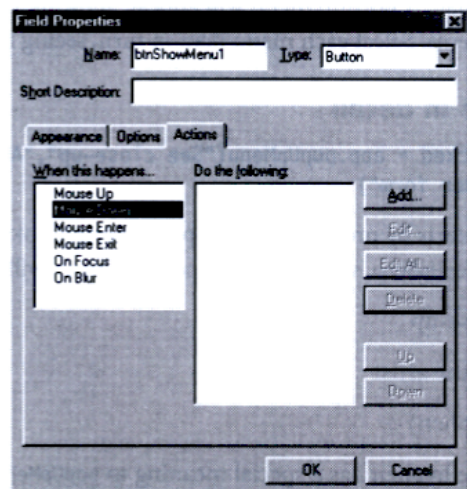 Field Properties
Name: btnShowMenu1 Type: Button
Short Description:
Appearance Options Actions
When this happens... Do the following:
Mouse Up
Mouse Enter
Mouse Exit
On Focus
On Blur
Add...
Edit...
Edit All...
Delete
Up
Down
OK Cancel